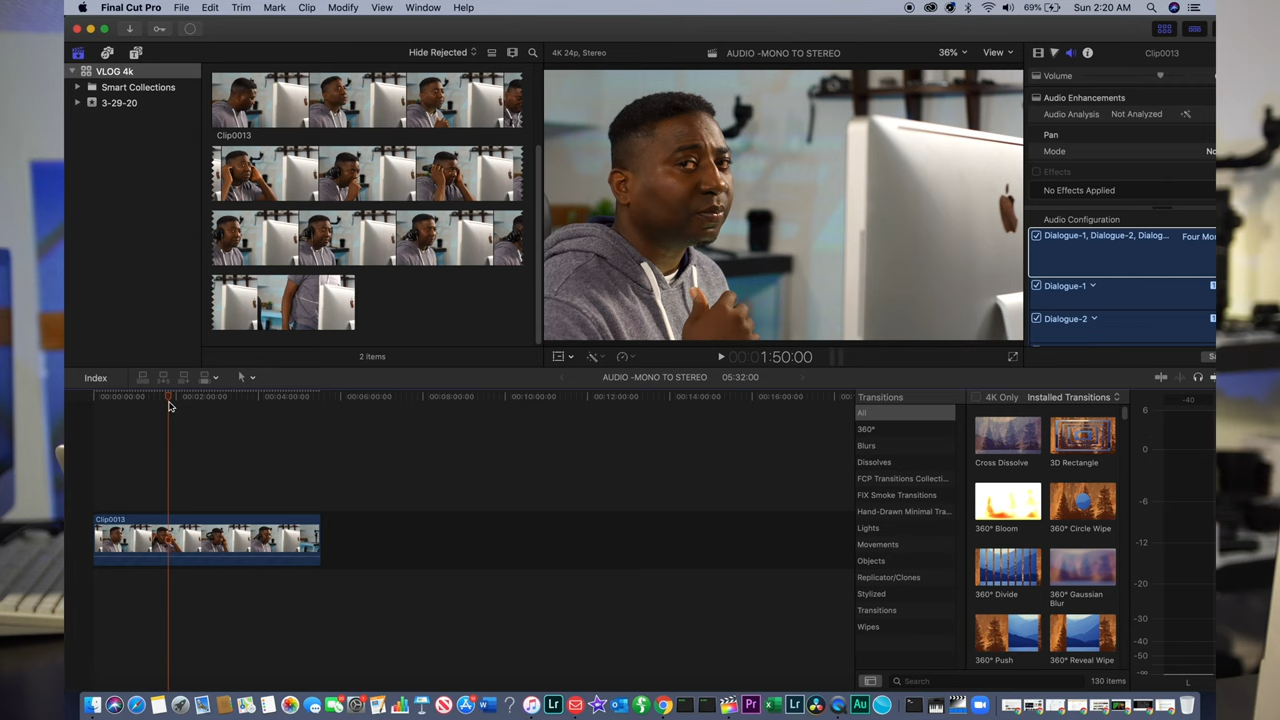 Final Cut Pro File Edit Trim Mark Clip Modify View Window Help 69% Sun 2:20 AM
Hide Rejected 4K 24p, Stereo AUDIO -MONO TO STEREO 36% View Clip0013
VLOG 4k
Smart Collections
3-29-20
Clip0013
Volume
Audio Enhancements
Audio Analysis Not Analyzed
Pan
Mode
Effects
No Effects Applied
Audio Configuration
Dialogue-1, Dialogue-2, Dialog...
Dialogue-1
Dialogue-2
2 items
00:01:50:00
Index AUDIO -MONO TO STEREO 05:32:00
00:00:00:00 00:02:00:00 00:04:00:00 00:06:00:00 00:08:00:00 00:10:00:00 00:12:00:00 00:14:00:00 00:16:00:00
Clip0013
Transitions 4K Only Installed Transitions
All
360°
Blurs
Dissolves
FCP Transitions Collecti...
FIX Smoke Transitions
Hand-Drawn Minimal Tra...
Lights
Movements
Objects
Replicator/Clones
Stylized
Transitions
Wipes
Cross Dissolve 3D Rectangle
360° Bloom 360° Circle Wipe
360° Divide 360° Gaussian Blur
360° Push 360° Reveal Wipe
Search 130 items
-40
6
0
-6
-12
-20
-30
-40
-50
-∞
L
Lr Pr Lr Au